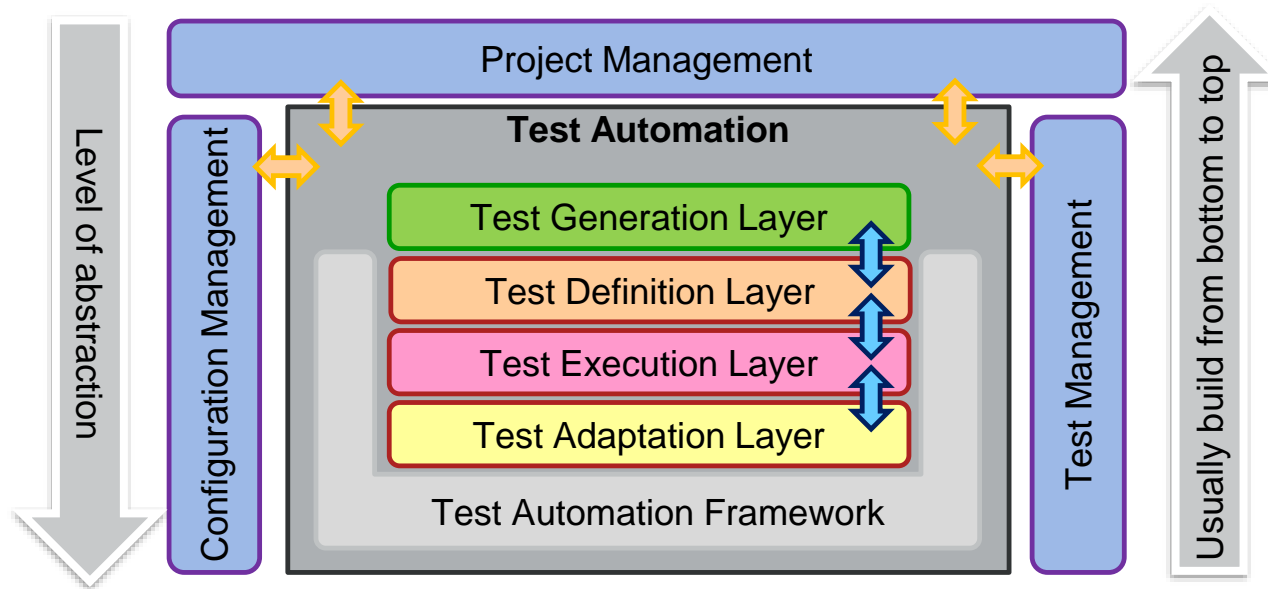 Project Management
Level of abstraction
Configuration Management
Test Automation
Test Generation Layer
Test Definition Layer
Test Execution Layer
Test Adaptation Layer
Test Automation Framework
Test Management
Usually build from bottom to top